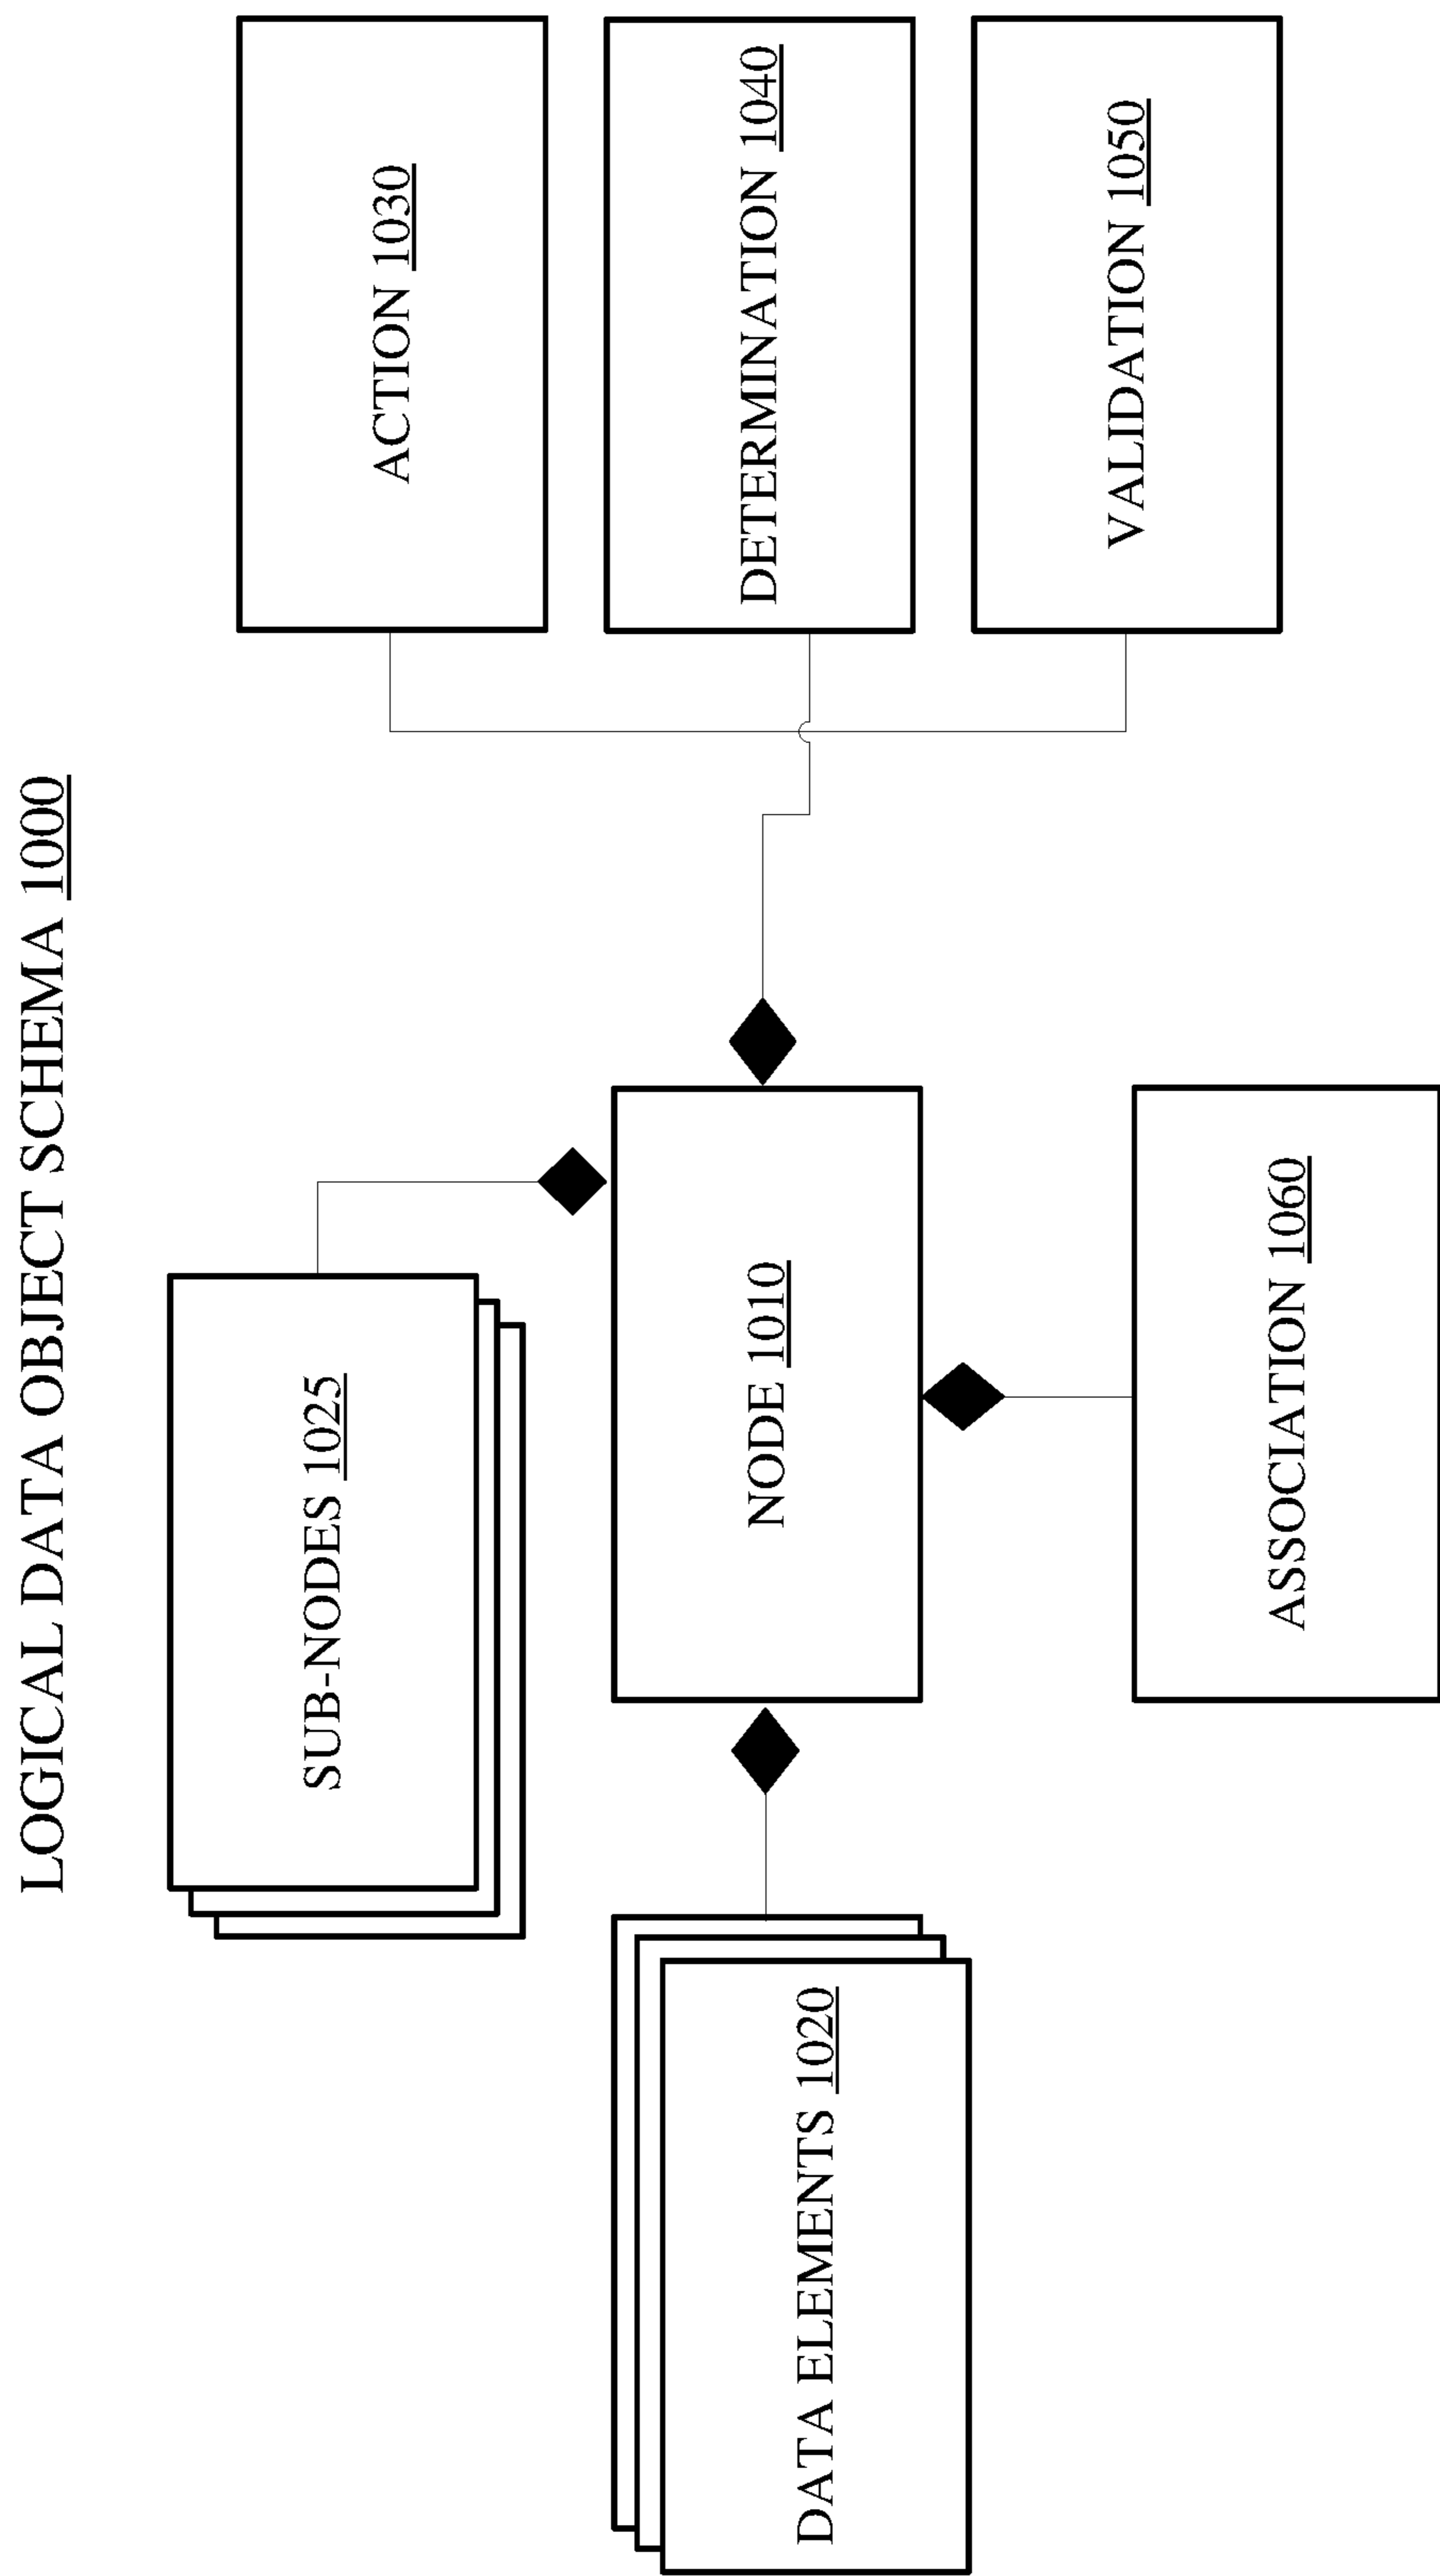 LOGICAL DATA OBJECT SCHEMA 1000
SUB-NODES 1025
ACTION 1030
DATA ELEMENTS 1020
NODE 1010
DETERMINATION 1040
ASSOCIATION 1060
VALIDATION 1050